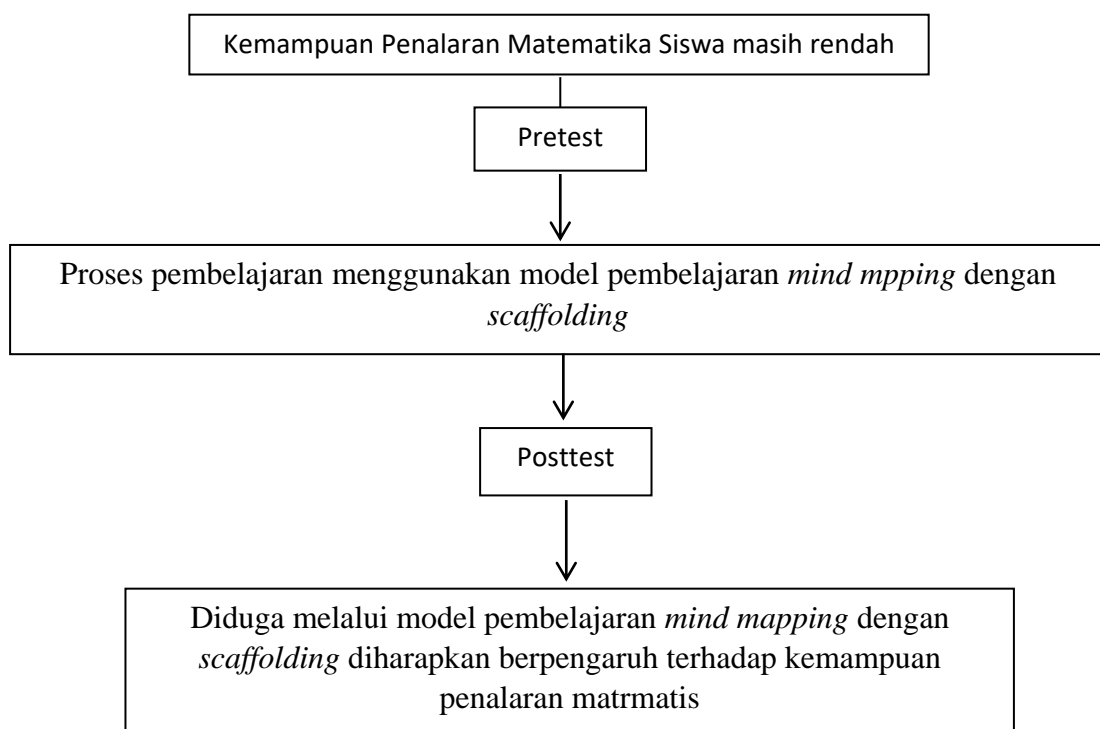 Kemampuan Penalaran Matematika Siswa masih rendah
Pretest
Proses pembelajaran menggunakan model pembelajaran mind mpping dengan
scaffolding
Posttest
Diduga melalui model pembelajaran mind mapping dengan
scaffolding diharapkan berpengaruh terhadap kemampuan
penalaran matrmatis